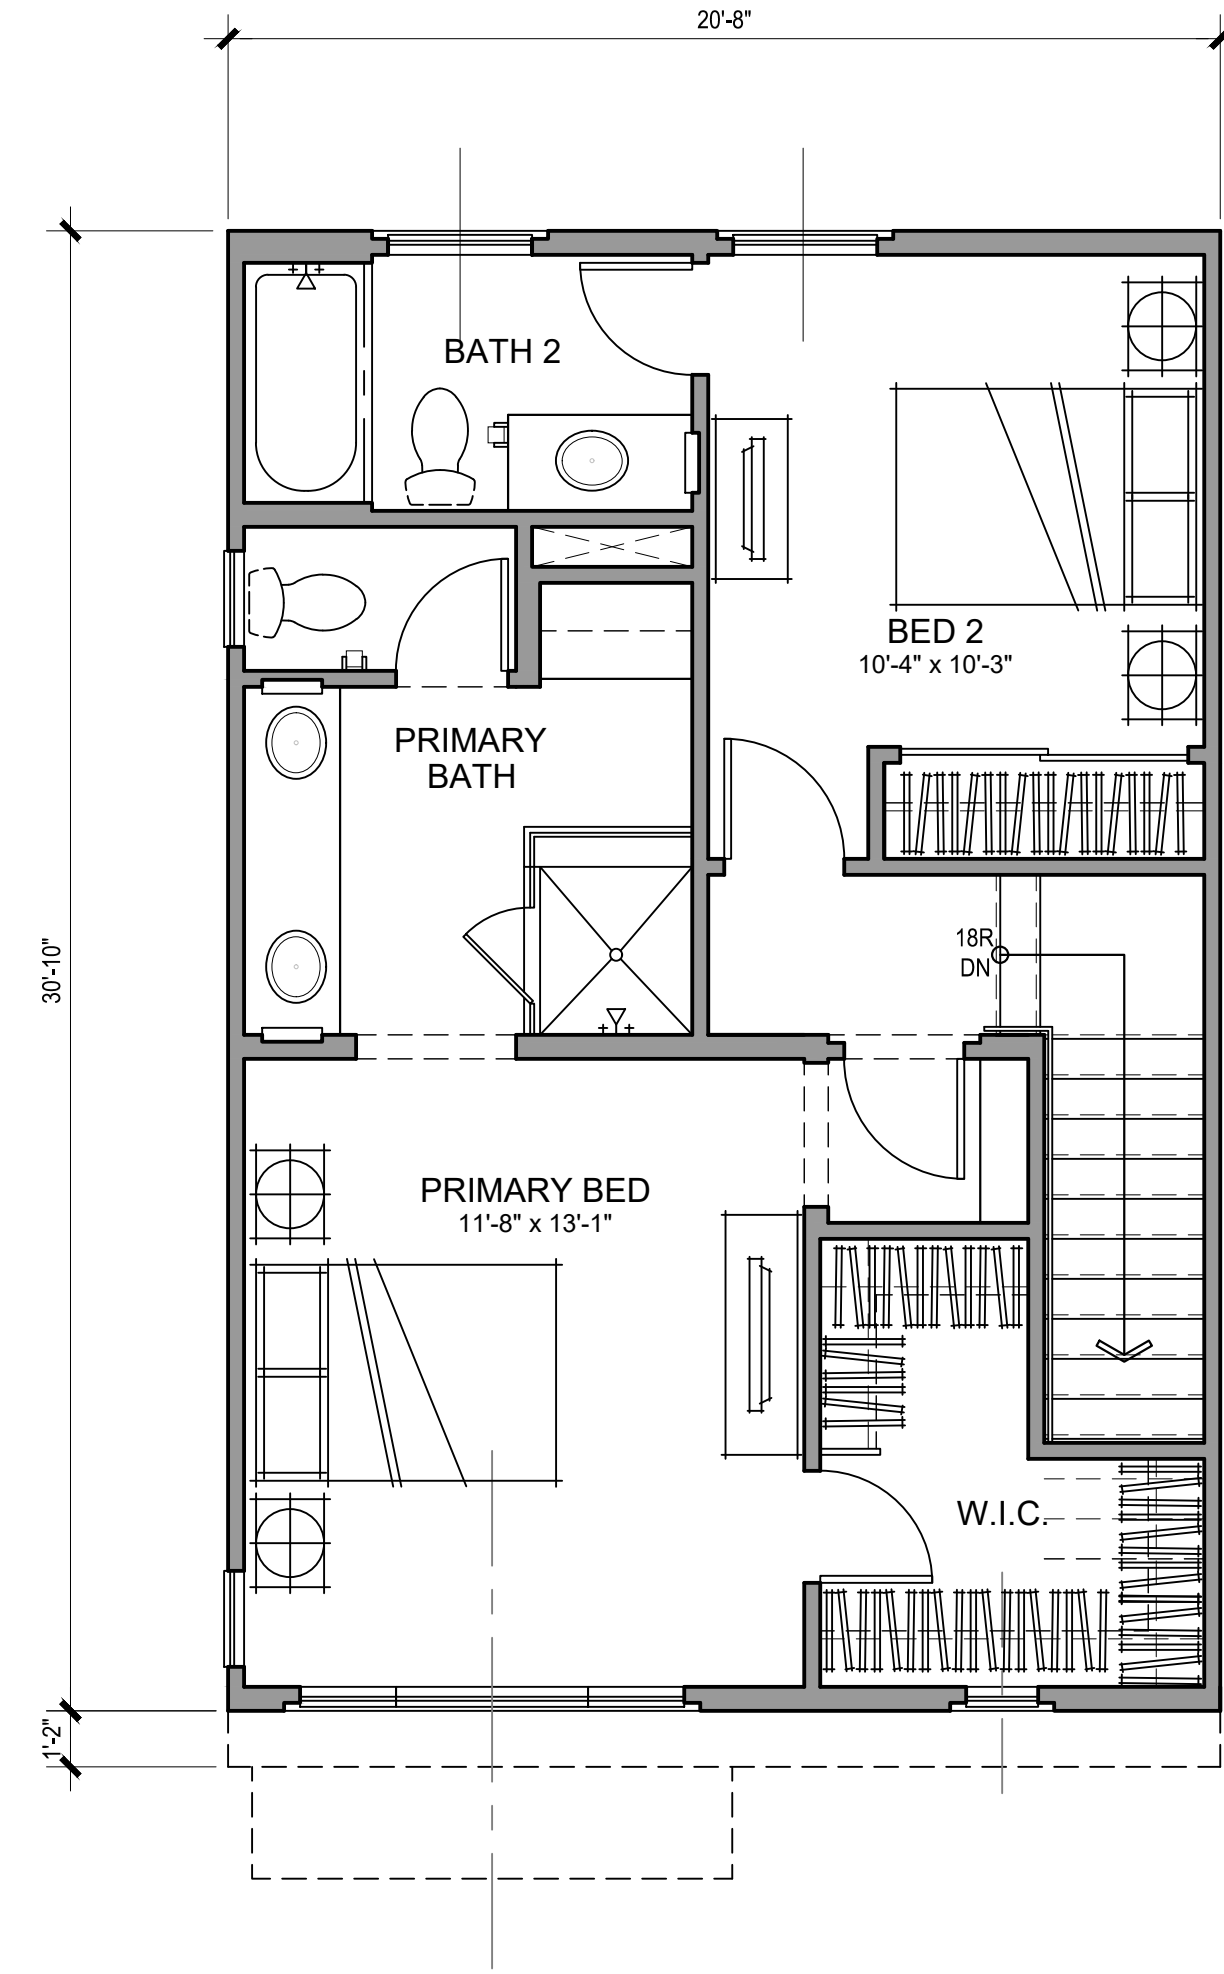 20'-8"
BATH 2
BED 2
10'-4" x 10'-3"
PRIMARY
BATH
18R
DN
30'-10"
PRIMARY BED
11'-8" x 13'-1"
W.I.C.
1'-2"